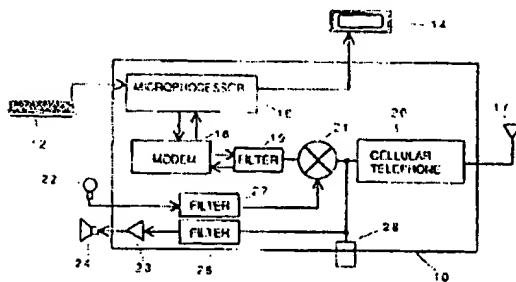 14
MICROPROCESSOR
16
20
17
12
18
19
21
MODEM
FILTER
CELLULAR
TELEPHONE
22
27
FILTER
28
FILTER
24
23
25
10